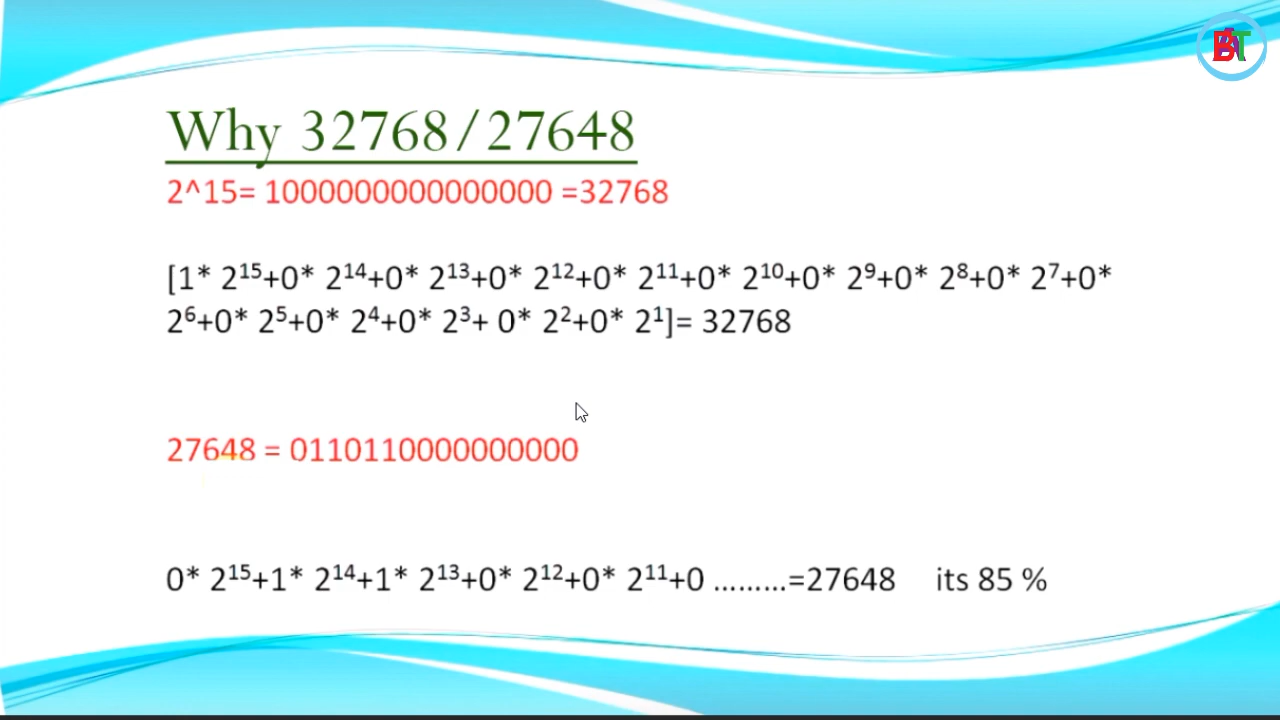 Why 32768/27648
2^15= 1000000000000000 =32768
[1* 2¹⁵+0* 2¹⁴+0* 2¹³+0* 2¹²+0* 2¹¹+0* 2¹⁰+0* 2⁹+0* 2⁸+0* 2⁷+0*
2⁶+0* 2⁵+0* 2⁴+0* 2³+ 0* 2²+0* 2¹]= 32768
27648 = 0110110000000000
0* 2¹⁵+1* 2¹⁴+1* 2¹³+0* 2¹²+0* 2¹¹+0 .........=27648 its 85 %